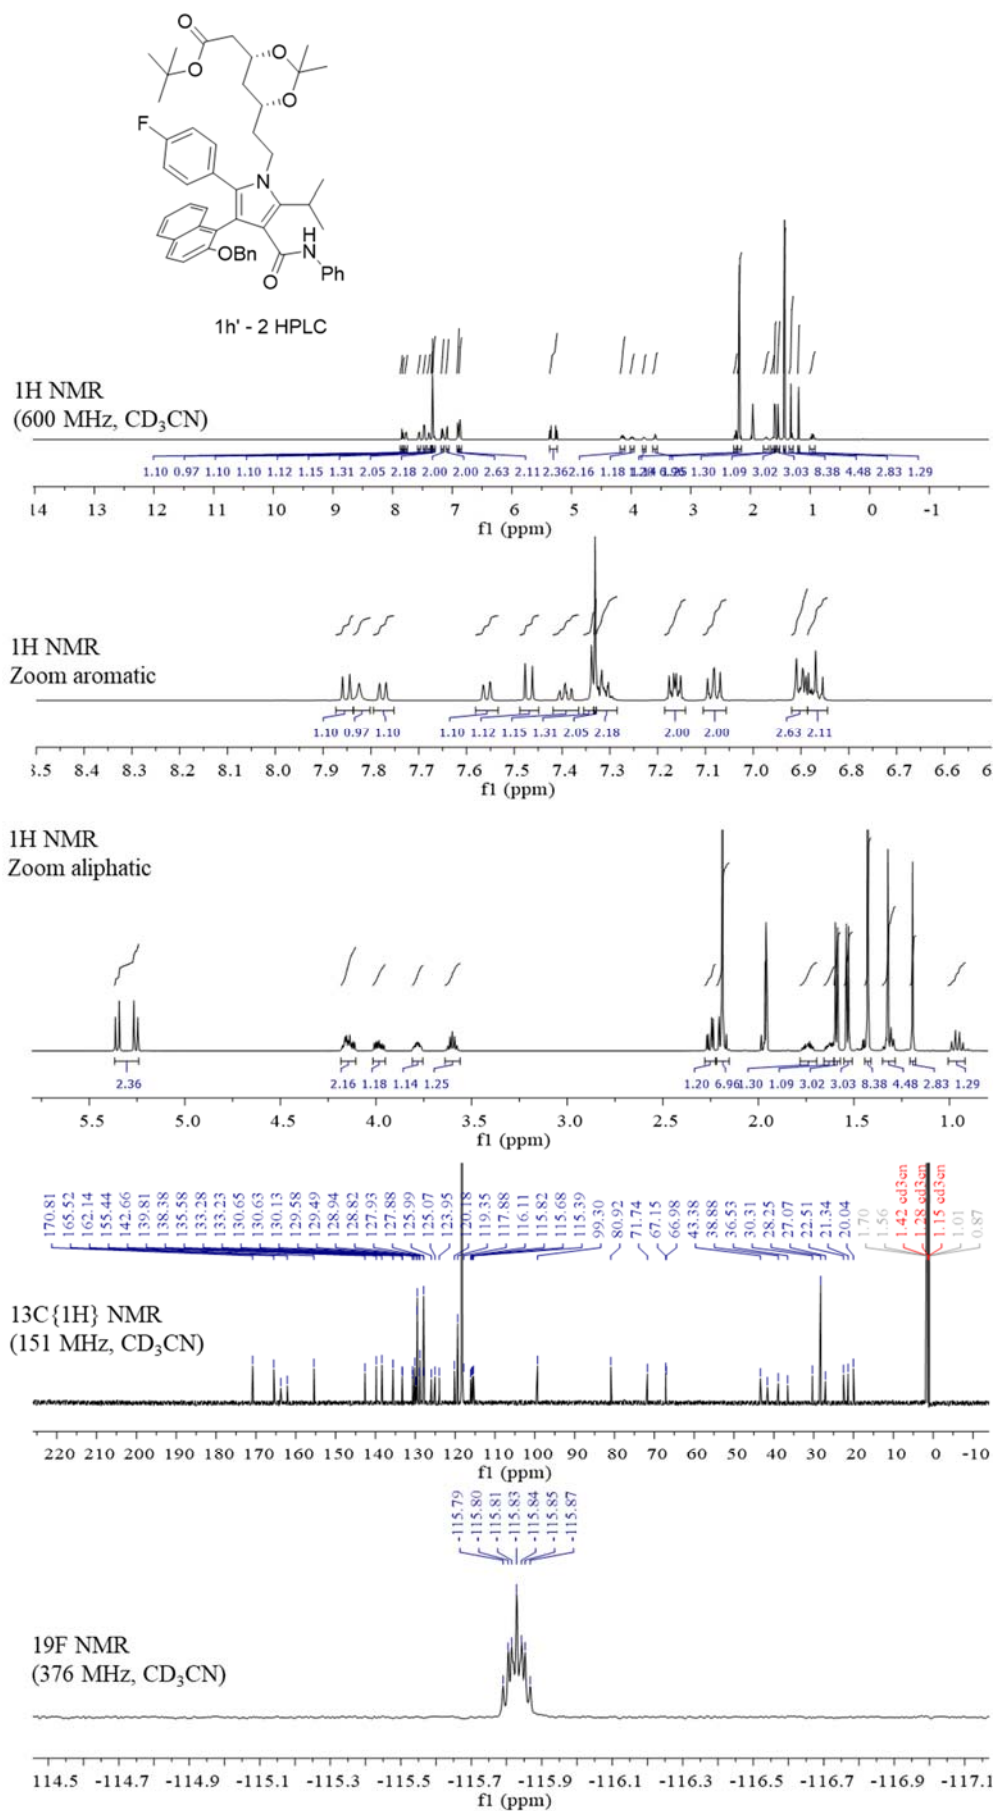 O
O
O
O
F
N
H
N
OBn
O
Ph
1h' - 2 HPLC
1H NMR
(600 MHz, CD3CN)
1.10 0.97 1.10 1.10 1.12 1.15 1.31 2.05 2.18 2.00 2.00 2.63 2.11 2.36 2.16 1.18 1.30 1.09 3.02 3.03 8.38 4.48 2.83 1.29
14 13 12 11 10 9 8 7 6 5 4 3 2 1 0 -1
f1 (ppm)
1H NMR
Zoom aromatic
1.10 0.97 1.10 1.10 1.12 1.15 1.31 2.05 2.18 2.00 2.00 2.63 2.11
8.5 8.4 8.3 8.2 8.1 8.0 7.9 7.8 7.7 7.6 7.5 7.4 7.3 7.2 7.1 7.0 6.9 6.8 6.7 6.6 6
f1 (ppm)
1H NMR
Zoom aliphatic
2.36 2.16 1.18 1.14 1.25 1.20 6.96 1.30 1.09 3.02 3.03 8.38 4.48 2.83 1.29
5.5 5.0 4.5 4.0 3.5 3.0 2.5 2.0 1.5 1.0
f1 (ppm)
170.81 165.52 162.14 155.44 142.66 139.81 138.38 135.58 133.28 133.23 130.65 130.63 130.13 129.58 129.49 128.94 128.82 127.93 127.88 125.99 125.07 123.95 120.18 119.35 117.88 116.11 115.82 115.68 115.39 99.30 80.92 71.74 67.15 66.98 43.38 38.88 36.53 30.31 28.25 27.07 22.51 21.34 20.04 1.70 1.56 1.42 cd3cn 1.28 cd3cn 1.15 cd3cn 1.01 0.87
13C{1H} NMR
(151 MHz, CD3CN)
220 210 200 190 180 170 160 150 140 130 120 110 100 90 80 70 60 50 40 30 20 10 0 -10
f1 (ppm)
-115.79 -115.80 -115.81 -115.83 -115.84 -115.85 -115.87
19F NMR
(376 MHz, CD3CN)
-114.5 -114.7 -114.9 -115.1 -115.3 -115.5 -115.7 -115.9 -116.1 -116.3 -116.5 -116.7 -116.9 -117.1
f1 (ppm)